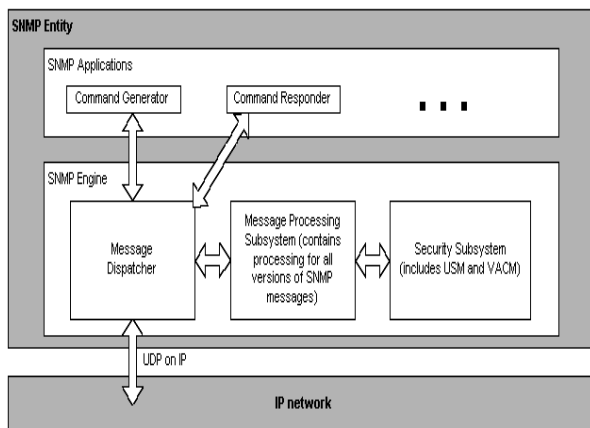 SNMP Entity
SNMP Applications
Command Generator
Command Responder
...
SNMP Engine
Message
Dispatcher
Message Processing
Subsystem (contains
processing for all
versions of SNMP
messages)
Security Subsystem
(includes USM and VACM)
UDP on IP
IP network